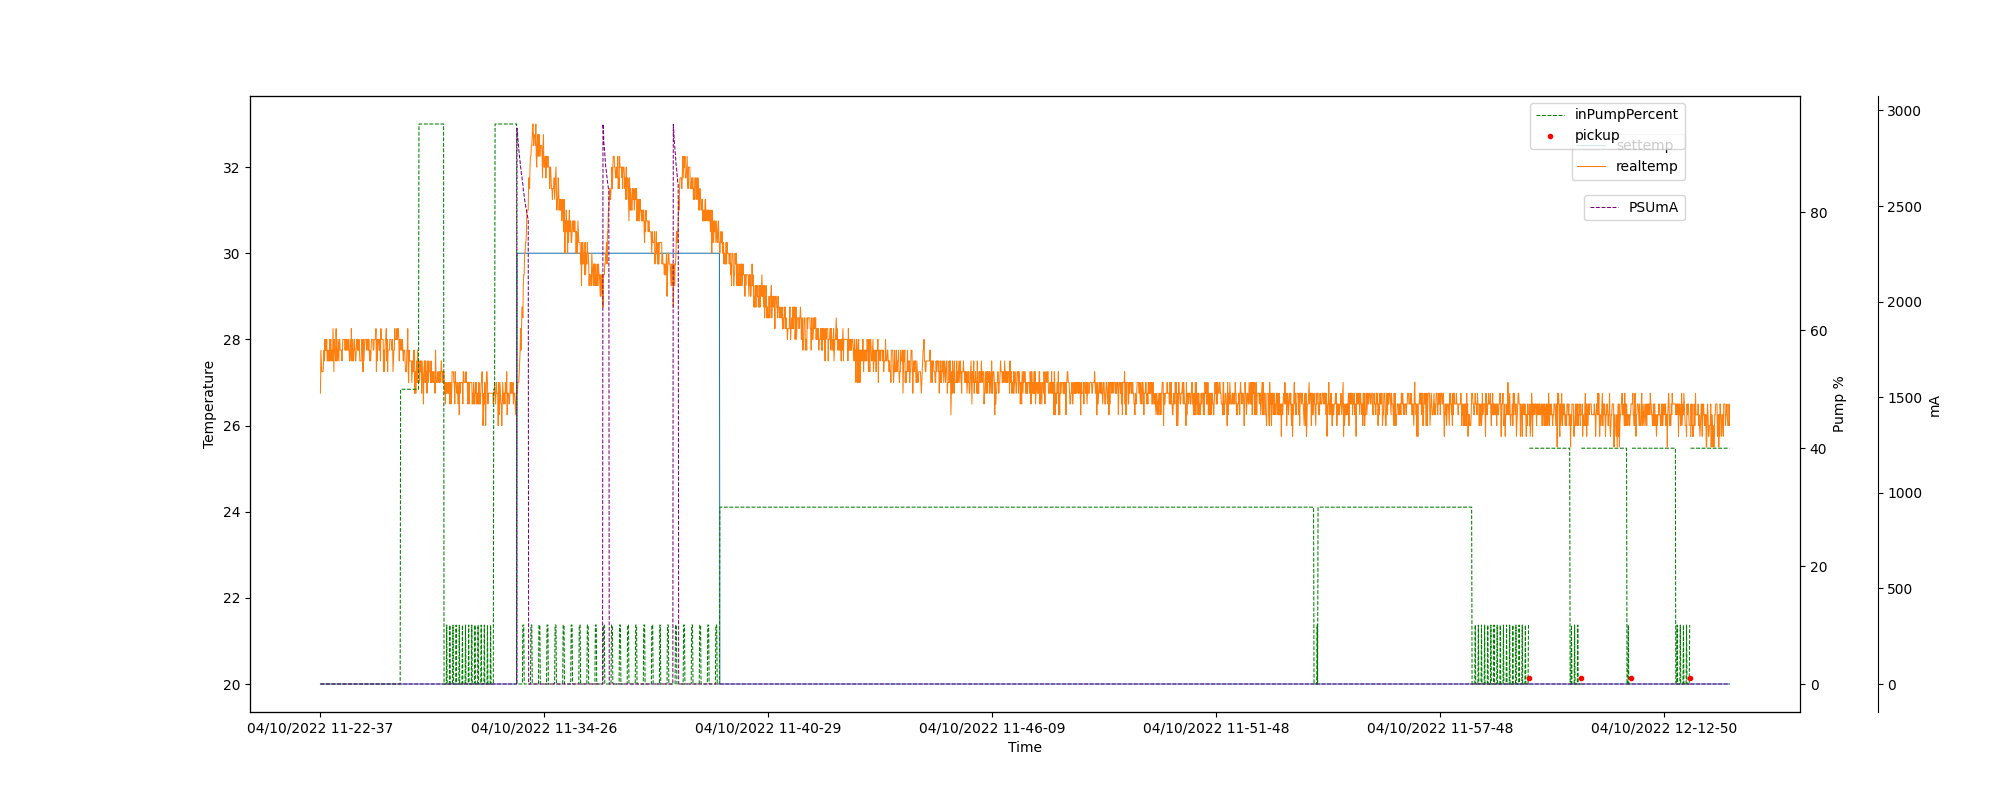 inPumpPercent
pickup
settemp
realtemp
PSUmA
32
30
28
26
24
22
20
Temperature
80
60
40
20
0
Pump %
3000
2500
2000
1500
1000
500
0
mA
04/10/2022 11-22-37
04/10/2022 11-34-26
04/10/2022 11-40-29
04/10/2022 11-46-09
04/10/2022 11-51-48
04/10/2022 11-57-48
04/10/2022 12-12-50
Time